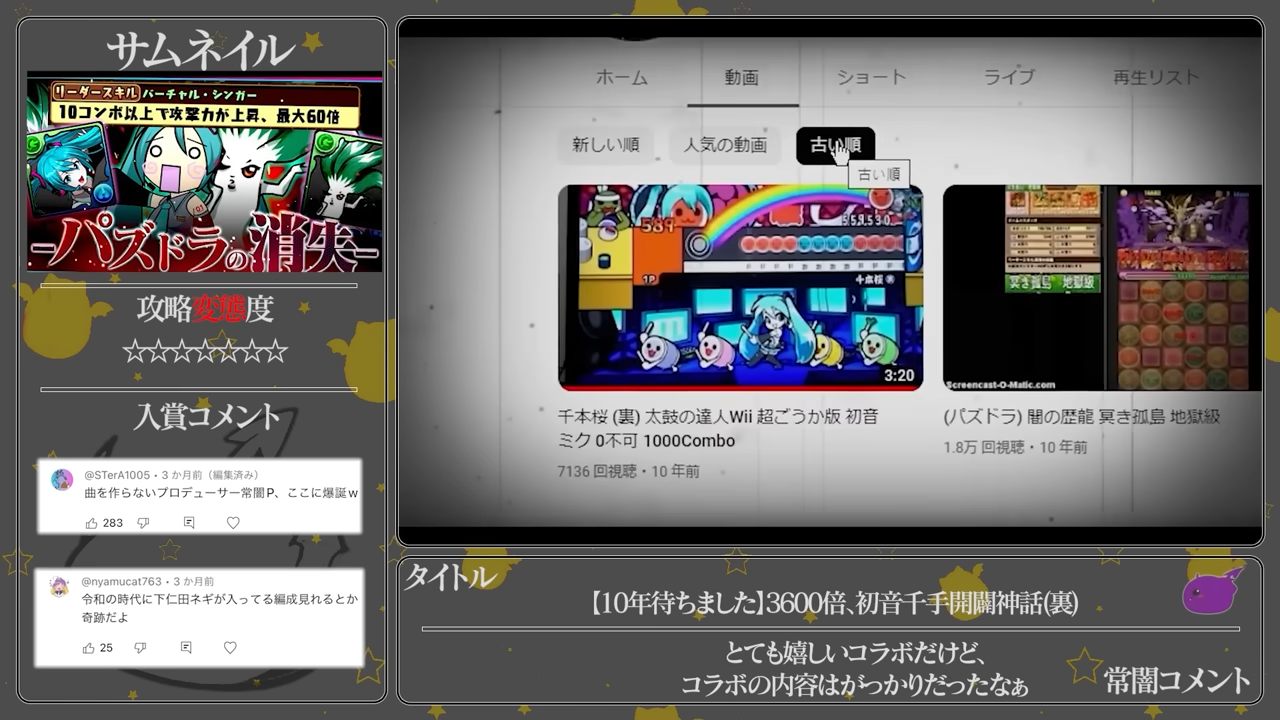 サムネイル
リーダースキル バーチャル・シンガー
10コンボ以上で攻撃力が上昇、最大60倍
-パズドラの消失-
攻略変態度
☆☆☆☆☆☆☆
入賞コメント
@STerA1005・3 か月前(編集済み)
曲を作らないプロデューサー常闇P、ここに爆誕w
283
@nyamucat763・3 か月前
令和の時代に下仁田ネギが入ってる編成見れるとか
奇跡だよ
25
ホーム 動画 ショート ライブ 再生リスト
新しい順 人気の動画 古い順
古い順
589
559530
1P
千本桜
3:20
冥き孤島 地獄級
Screencast-O-Matic.com
千本桜 (裏) 太鼓の達人Wii 超ごうか版 初音
ミク 0不可 1000Combo
7136 回視聴・10 年前
(パズドラ) 闇の歴龍 冥き孤島 地獄級
1.8万 回視聴・10 年前
タイトル
【10年待ちました】3600倍、初音千手開闢神話(裏)
とても嬉しいコラボだけど、
コラボの内容はがっかりだったなぁ
常闇コメント